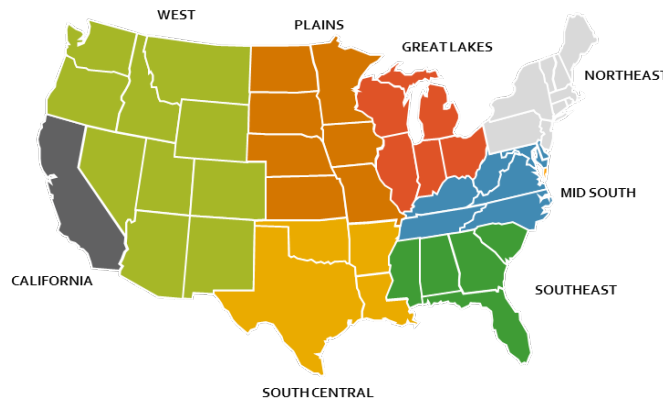 WEST
PLAINS
GREAT LAKES
NORTHEAST
MID SOUTH
CALIFORNIA
SOUTHEAST
SOUTH CENTRAL